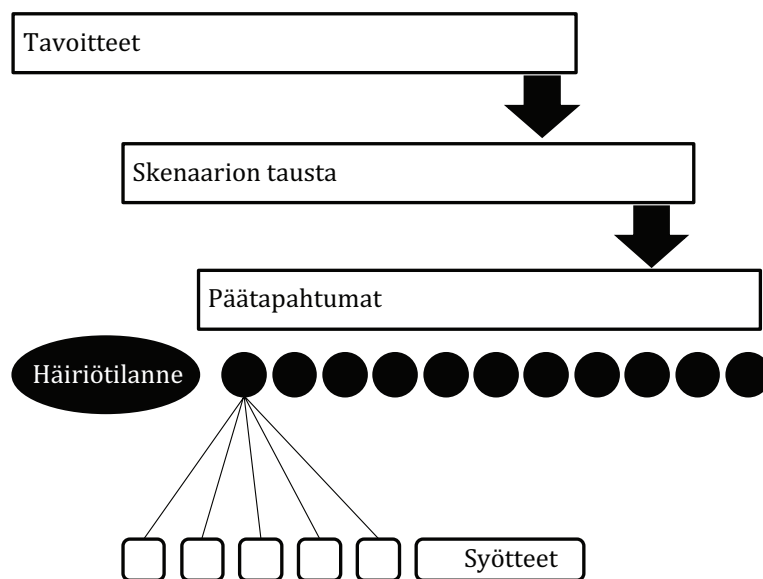 Tavoitteet
Skenaarion tausta
Päätapahtumat
Häiriötilanne
Syötteet